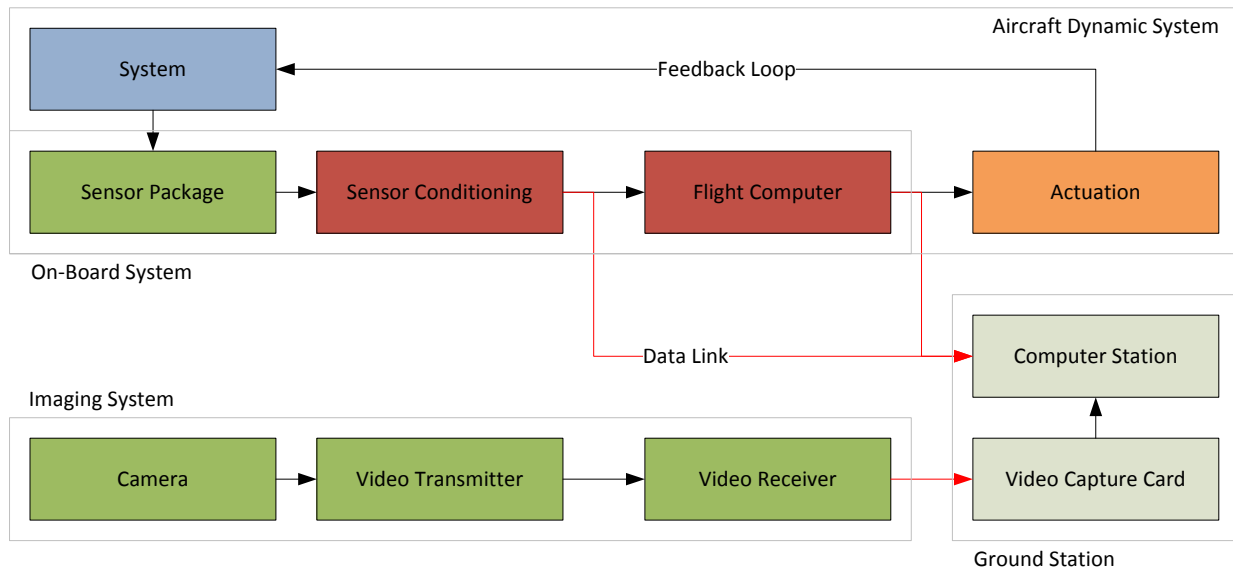 Aircraft Dynamic System
System
Feedback Loop
Sensor Package
Sensor Conditioning
Flight Computer
Actuation
On-Board System
Data Link
Computer Station
Imaging System
Camera
Video Transmitter
Video Receiver
Video Capture Card
Ground Station